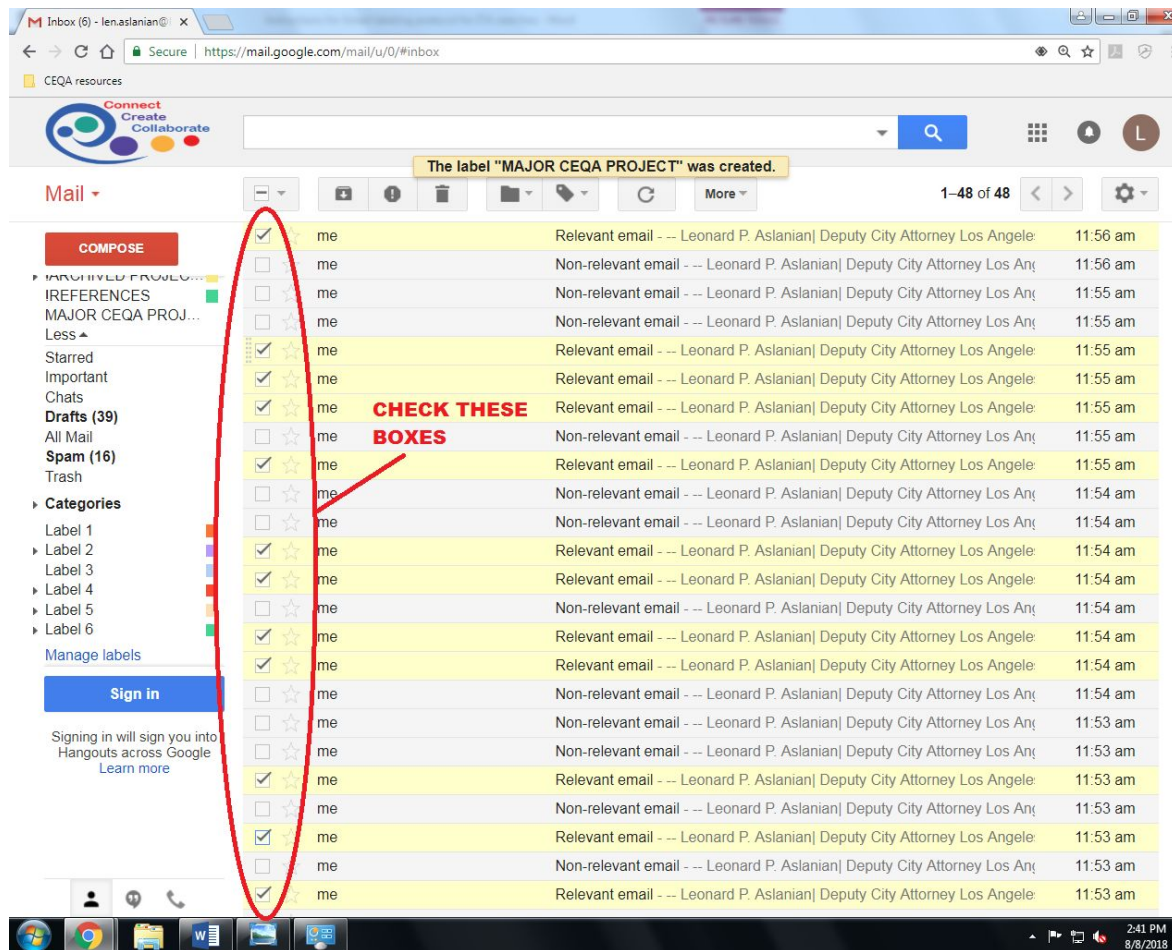 Inbox (6) - len.aslanian@
Secure | https://mail.google.com/mail/u/0/#inbox
CEQA resources
Connect
Create
Collaborate
L
The label "MAJOR CEQA PROJECT" was created.
Mail
More
1–48 of 48
COMPOSE
!REFERENCES
MAJOR CEQA PROJ...
Less
Starred
Important
Chats
Drafts (39)
All Mail
Spam (16)
Trash
Categories
Label 1
Label 2
Label 3
Label 4
Label 5
Label 6
Manage labels
Sign in
Signing in will sign you into
Hangouts across Google
Learn more
me Relevant email - -- Leonard P. Aslanian| Deputy City Attorney Los Angele 11:56 am
me Non-relevant email - -- Leonard P. Aslanian| Deputy City Attorney Los Ang 11:56 am
me Non-relevant email - -- Leonard P. Aslanian| Deputy City Attorney Los Ang 11:55 am
me Non-relevant email - -- Leonard P. Aslanian| Deputy City Attorney Los Ang 11:55 am
me Relevant email - -- Leonard P. Aslanian| Deputy City Attorney Los Angele 11:55 am
me Relevant email - -- Leonard P. Aslanian| Deputy City Attorney Los Angele 11:55 am
me Relevant email - -- Leonard P. Aslanian| Deputy City Attorney Los Angele 11:55 am
me Non-relevant email - -- Leonard P. Aslanian| Deputy City Attorney Los Ang 11:55 am
me Relevant email - -- Leonard P. Aslanian| Deputy City Attorney Los Angele 11:55 am
me Non-relevant email - -- Leonard P. Aslanian| Deputy City Attorney Los Ang 11:54 am
me Non-relevant email - -- Leonard P. Aslanian| Deputy City Attorney Los Ang 11:54 am
me Relevant email - -- Leonard P. Aslanian| Deputy City Attorney Los Angele 11:54 am
me Relevant email - -- Leonard P. Aslanian| Deputy City Attorney Los Angele 11:54 am
me Non-relevant email - -- Leonard P. Aslanian| Deputy City Attorney Los Ang 11:54 am
me Relevant email - -- Leonard P. Aslanian| Deputy City Attorney Los Angele 11:54 am
me Relevant email - -- Leonard P. Aslanian| Deputy City Attorney Los Angele 11:54 am
me Non-relevant email - -- Leonard P. Aslanian| Deputy City Attorney Los Ang 11:54 am
me Non-relevant email - -- Leonard P. Aslanian| Deputy City Attorney Los Ang 11:53 am
me Non-relevant email - -- Leonard P. Aslanian| Deputy City Attorney Los Ang 11:53 am
me Relevant email - -- Leonard P. Aslanian| Deputy City Attorney Los Angele 11:53 am
me Non-relevant email - -- Leonard P. Aslanian| Deputy City Attorney Los Ang 11:53 am
me Relevant email - -- Leonard P. Aslanian| Deputy City Attorney Los Angele 11:53 am
me Non-relevant email - -- Leonard P. Aslanian| Deputy City Attorney Los Ang 11:53 am
me Relevant email - -- Leonard P. Aslanian| Deputy City Attorney Los Angele 11:53 am
CHECK THESE
BOXES
2:41 PM
8/8/2018